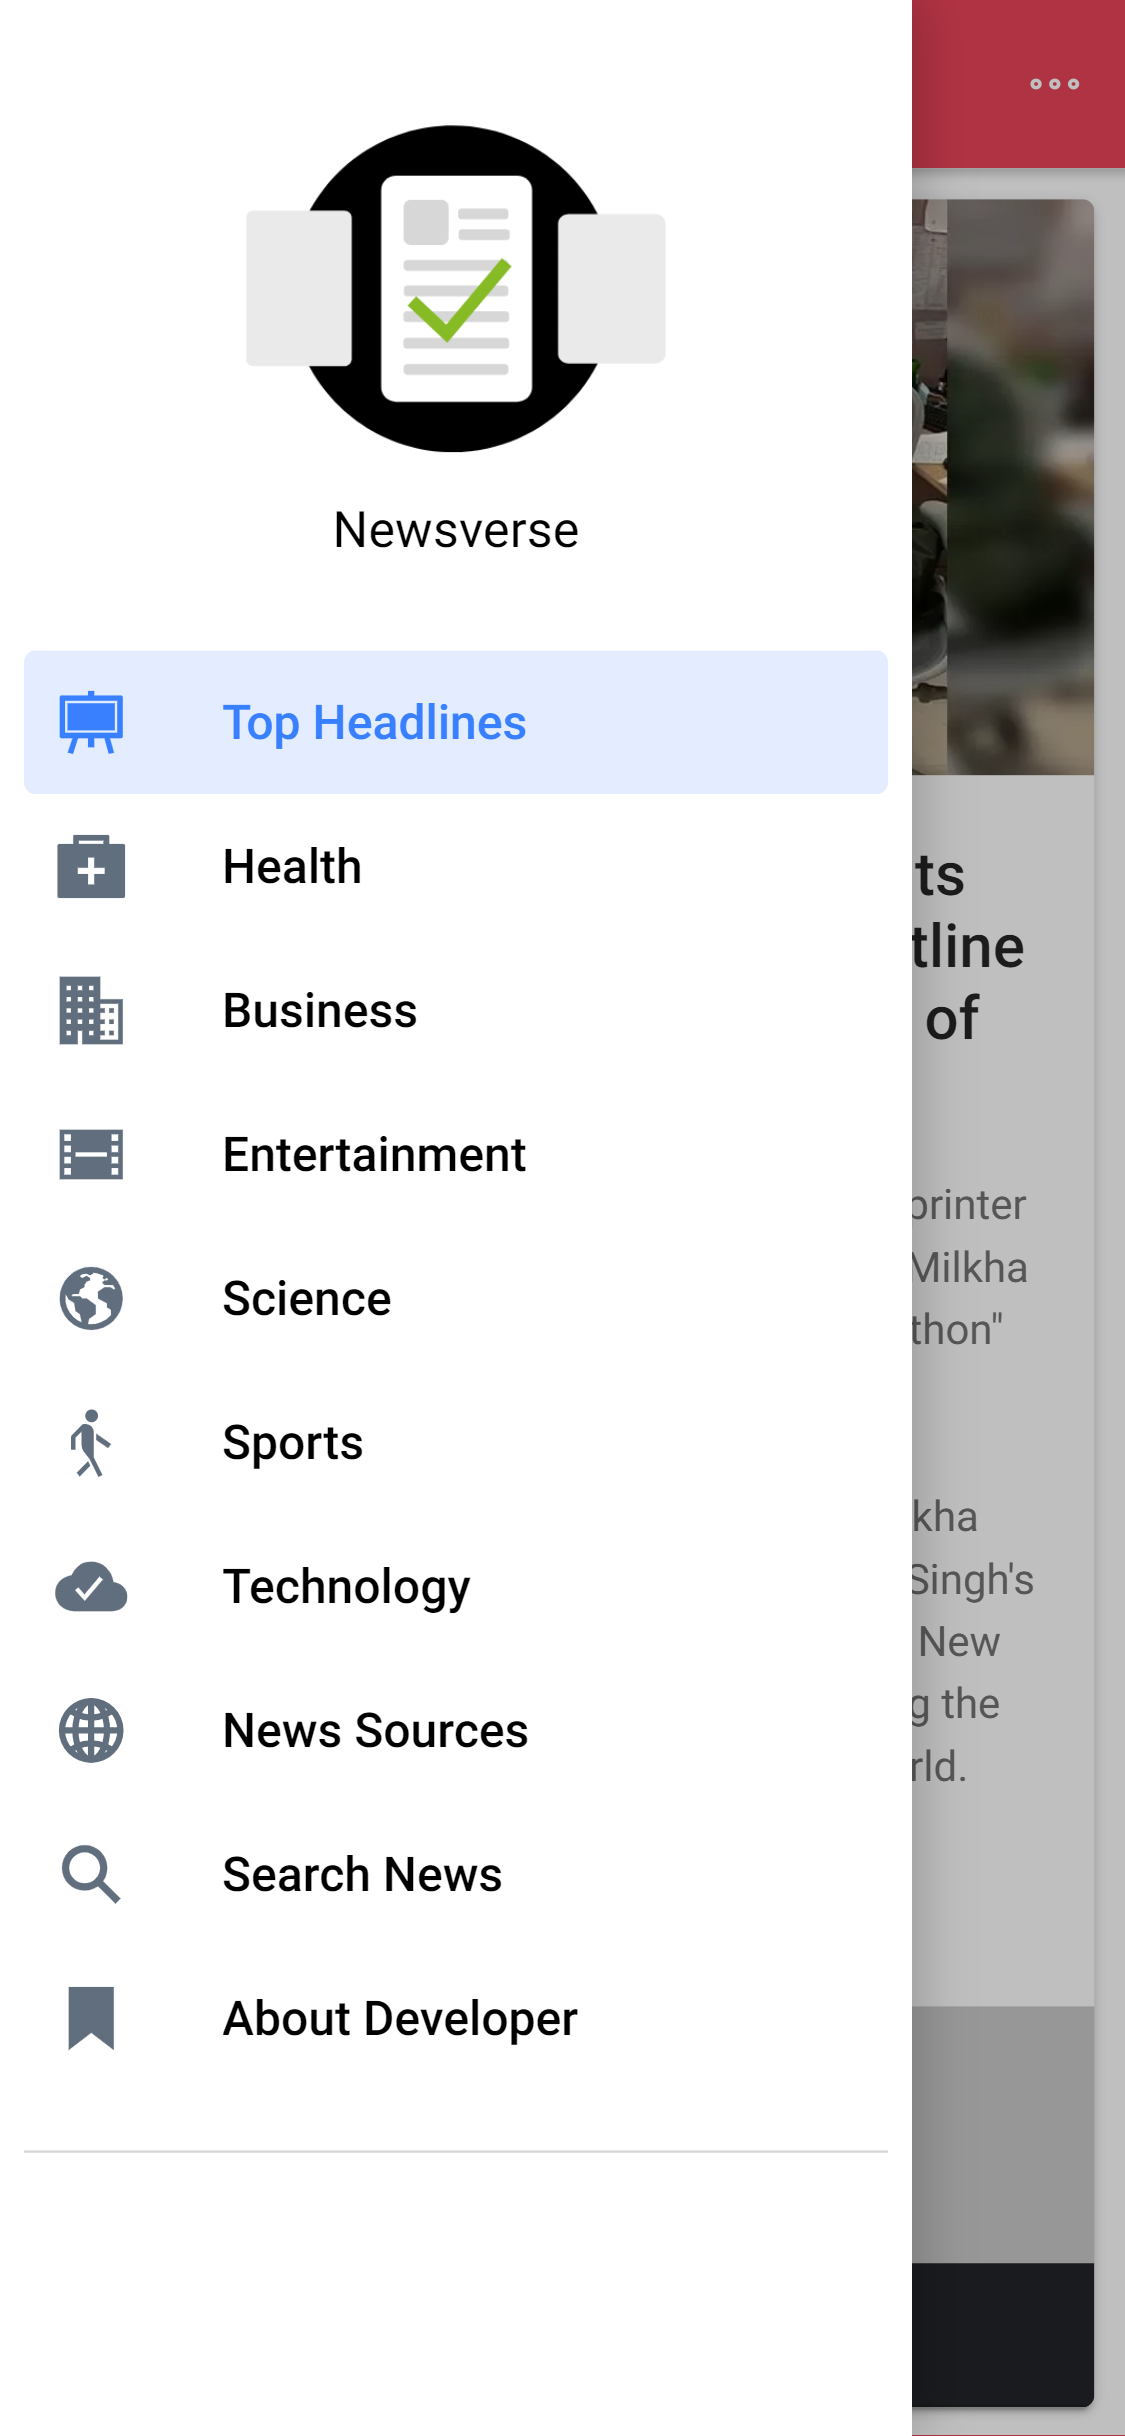 Newsverse
Top Headlines
Health
Business
Entertainment
Science
Sports
Technology
News Sources
Search News
About Developer
ts
tline
of
printer
Milkha
thon"
kha
Singh's
New
g the
rld.